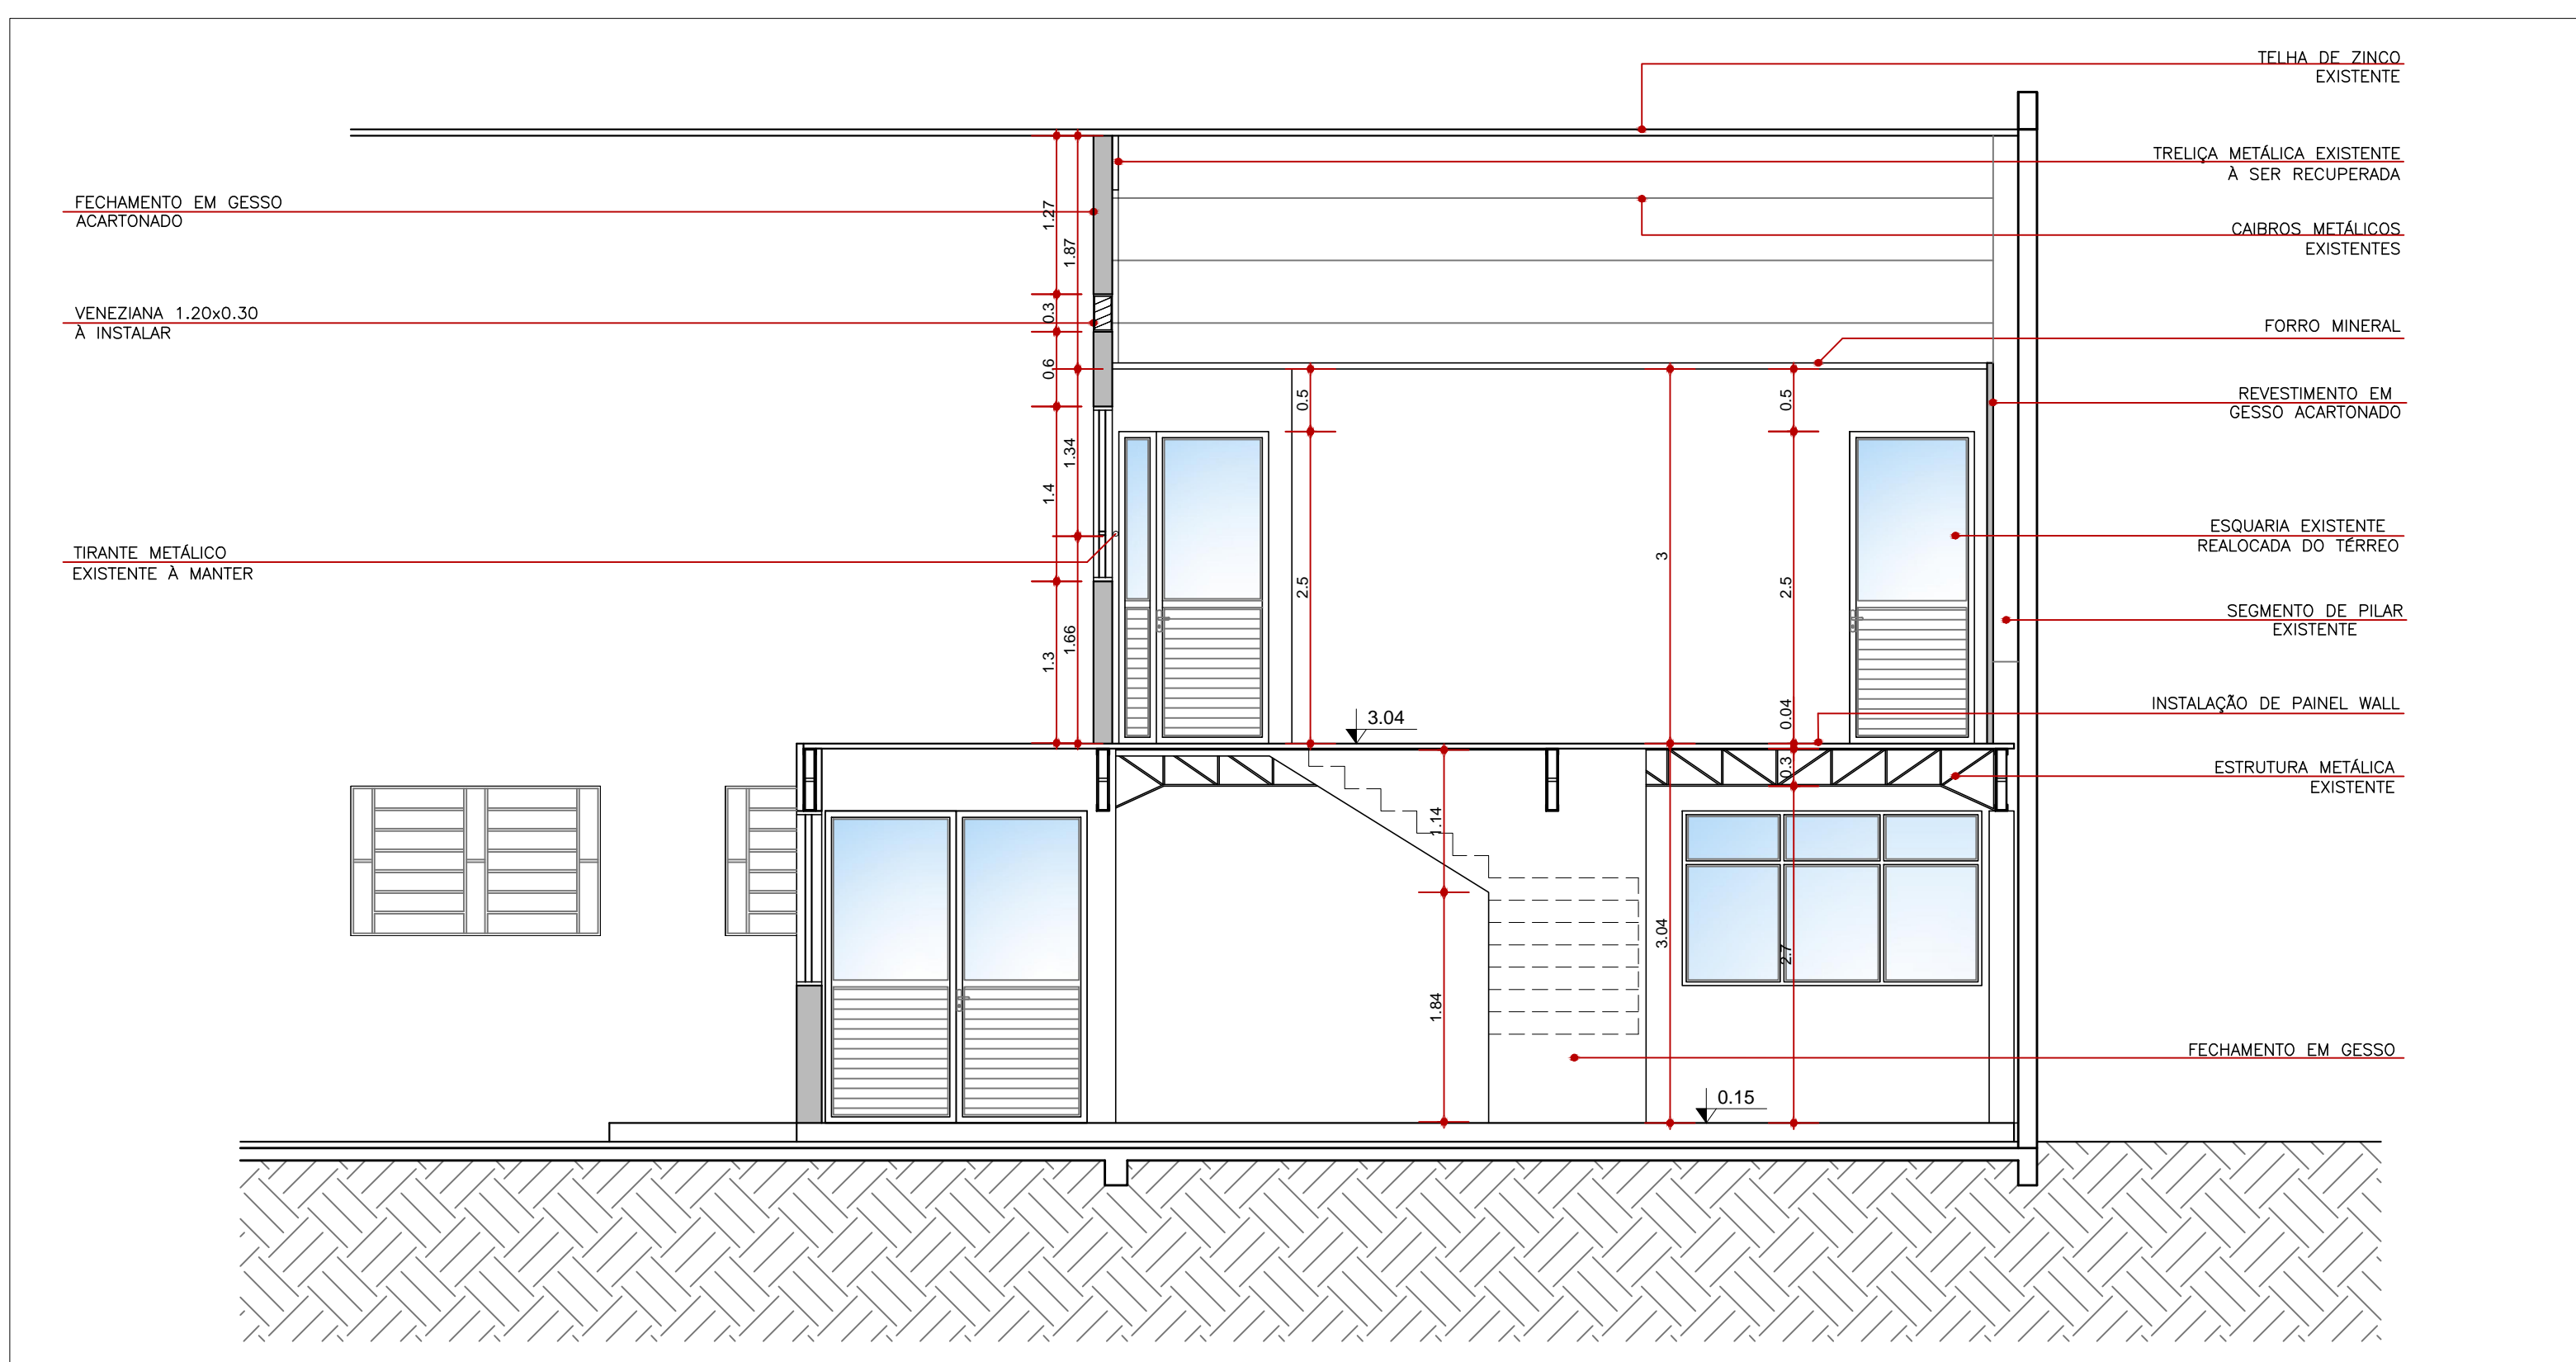 TELHA DE ZINCO
EXISTENTE
TRELIÇA METÁLICA EXISTENTE
À SER RECUPERADA
FECHAMENTO EM GESSO
ACARTONADO
CAIBROS METÁLICOS
EXISTENTES
VENEZIANA 1.20x0.30
À INSTALAR
FORRO MINERAL
REVESTIMENTO EM
GESSO ACARTONADO
TIRANTE METÁLICO
EXISTENTE À MANTER
ESQUARIA EXISTENTE
REALOCADA DO TÉRREO
SEGMENTO DE PILAR
EXISTENTE
INSTALAÇÃO DE PAINEL WALL
ESTRUTURA METÁLICA
EXISTENTE
FECHAMENTO EM GESSO
1.27
0.3
0.6
1.4
1.3
1.87
1.34
1.66
0.5
2.5
3.04
3
3.04
0.5
2.5
0.04
0.3
2.7
1.14
1.84
0.15